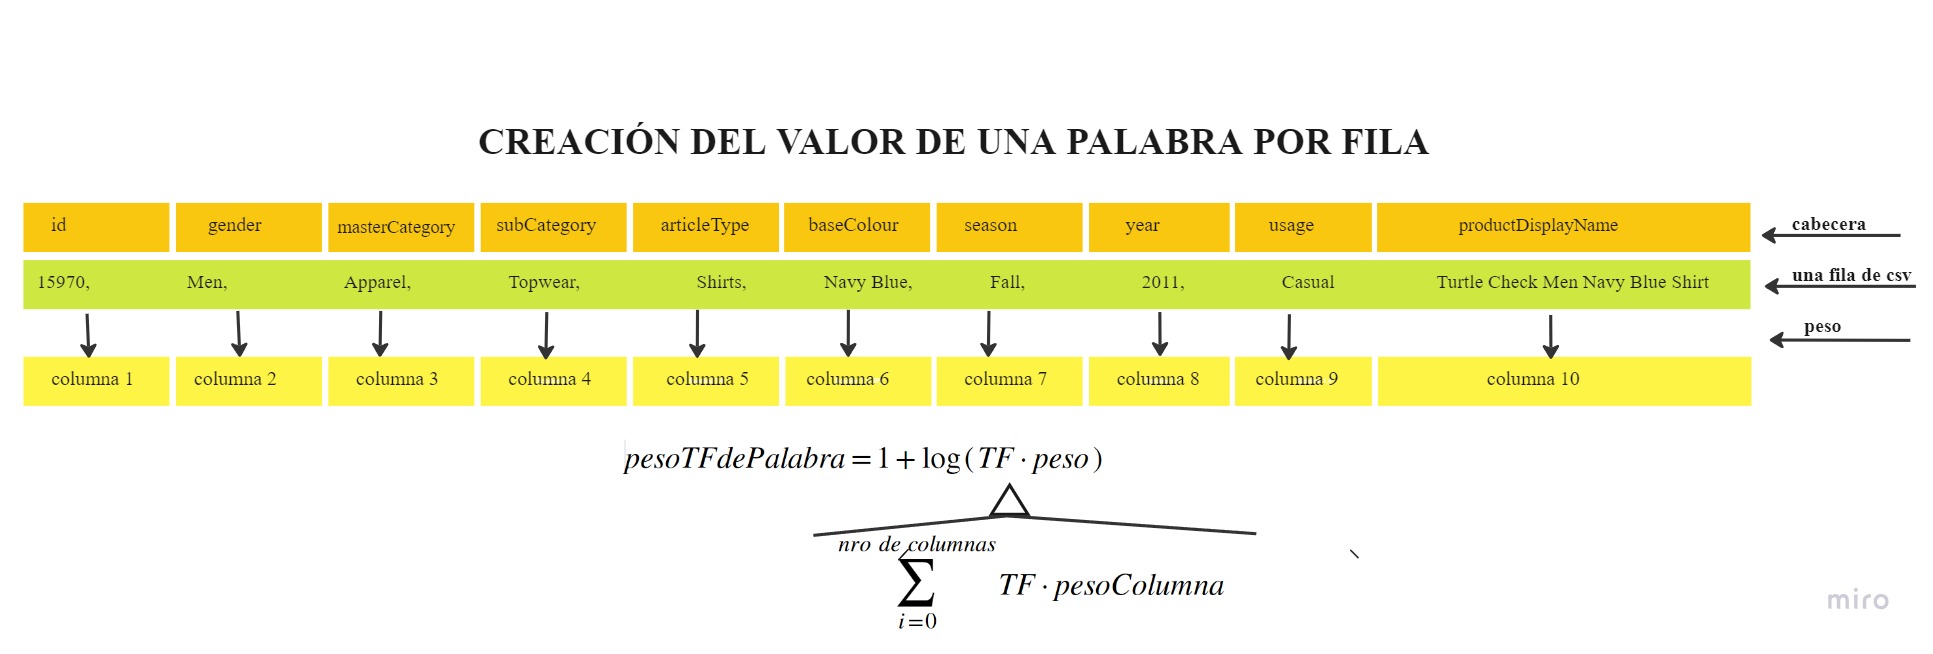 CREACIÓN DEL VALOR DE UNA PALABRA POR FILA
id gender masterCategory subCategory articleType baseColour season year usage productDisplayName cabecera
15970, Men, Apparel, Topwear, Shirts, Navy Blue, Fall, 2011, Casual Turtle Check Men Navy Blue Shirt una fila de csv
peso
columna 1 columna 2 columna 3 columna 4 columna 5 columna 6 columna 7 columna 8 columna 9 columna 10
pesoTFdePalabra = 1 + log ( TF · peso )
nro de columnas
∑ TF · pesoColumna
i=0
miro